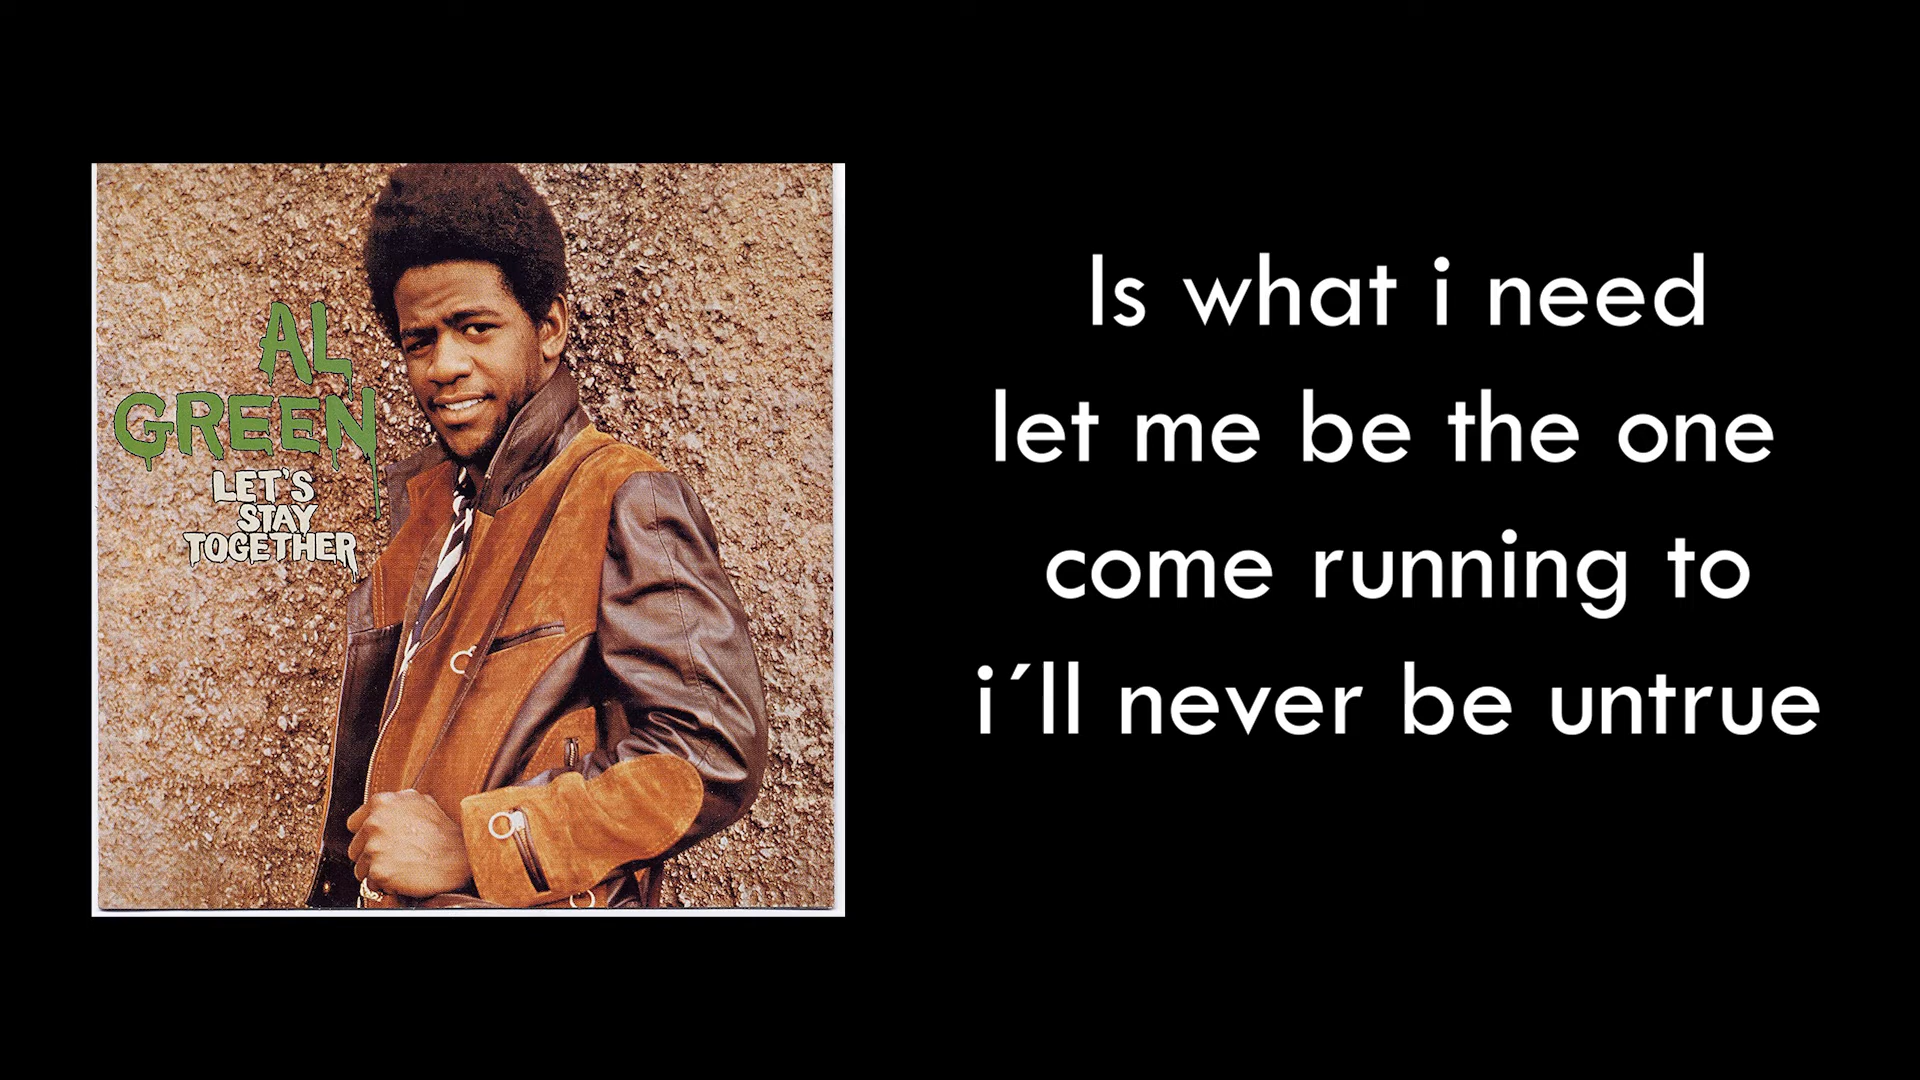 AL
GREEN
LET'S
STAY
TOGETHER
Is what i need
let me be the one
come running to
i´ll never be untrue